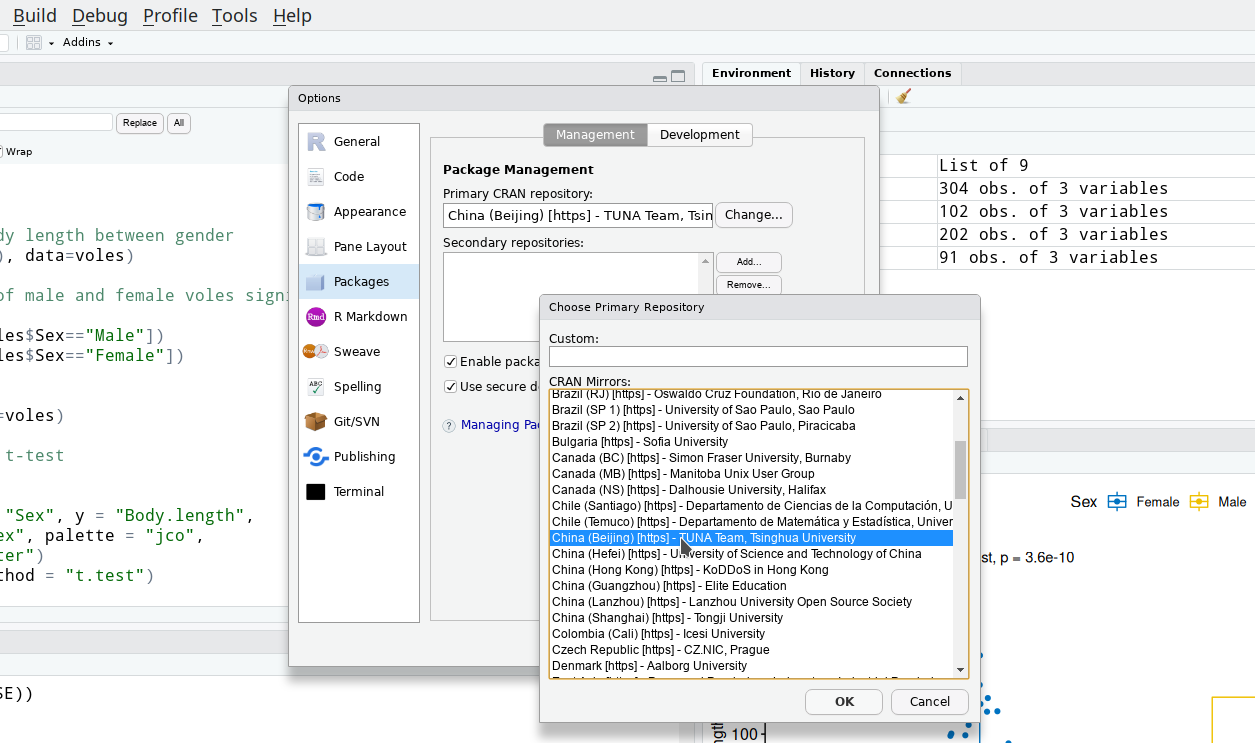 Build Debug Profile Tools Help
Addins
Environment History Connections
Options
Replace All
Wrap
General
Code
Appearance
Pane Layout
Packages
R Markdown
Sweave
Spelling
Git/SVN
Publishing
Terminal
Management Development
Package Management
Primary CRAN repository:
China (Beijing) [https] - TUNA Team, Tsin
Change...
Secondary repositories:
Add...
Remove...
Enable packa
Use secure d
Managing Pa
List of 9
304 obs. of 3 variables
102 obs. of 3 variables
202 obs. of 3 variables
91 obs. of 3 variables
dy length between gender
), data=voles)
of male and female voles signi
les$Sex=="Male"])
les$Sex=="Female"])
=voles)
t-test
"Sex", y = "Body.length",
ex", palette = "jco",
ter")
thod = "t.test")
SE))
Choose Primary Repository
Custom:
CRAN Mirrors:
Brazil (RJ) [https] - Oswaldo Cruz Foundation, Rio de Janeiro
Brazil (SP 1) [https] - University of Sao Paulo, Sao Paulo
Brazil (SP 2) [https] - University of Sao Paulo, Piracicaba
Bulgaria [https] - Sofia University
Canada (BC) [https] - Simon Fraser University, Burnaby
Canada (MB) [https] - Manitoba Unix User Group
Canada (NS) [https] - Dalhousie University, Halifax
Chile (Santiago) [https] - Departamento de Ciencias de la Computación, U
Chile (Temuco) [https] - Departamento de Matemática y Estadística, Univer
China (Beijing) [https] - TUNA Team, Tsinghua University
China (Hefei) [https] - University of Science and Technology of China
China (Hong Kong) [https] - KoDDoS in Hong Kong
China (Guangzhou) [https] - Elite Education
China (Lanzhou) [https] - Lanzhou University Open Source Society
China (Shanghai) [https] - Tongji University
Colombia (Cali) [https] - Icesi University
Czech Republic [https] - CZ.NIC, Prague
Denmark [https] - Aalborg University
OK Cancel
Sex Female Male
st, p = 3.6e-10
100